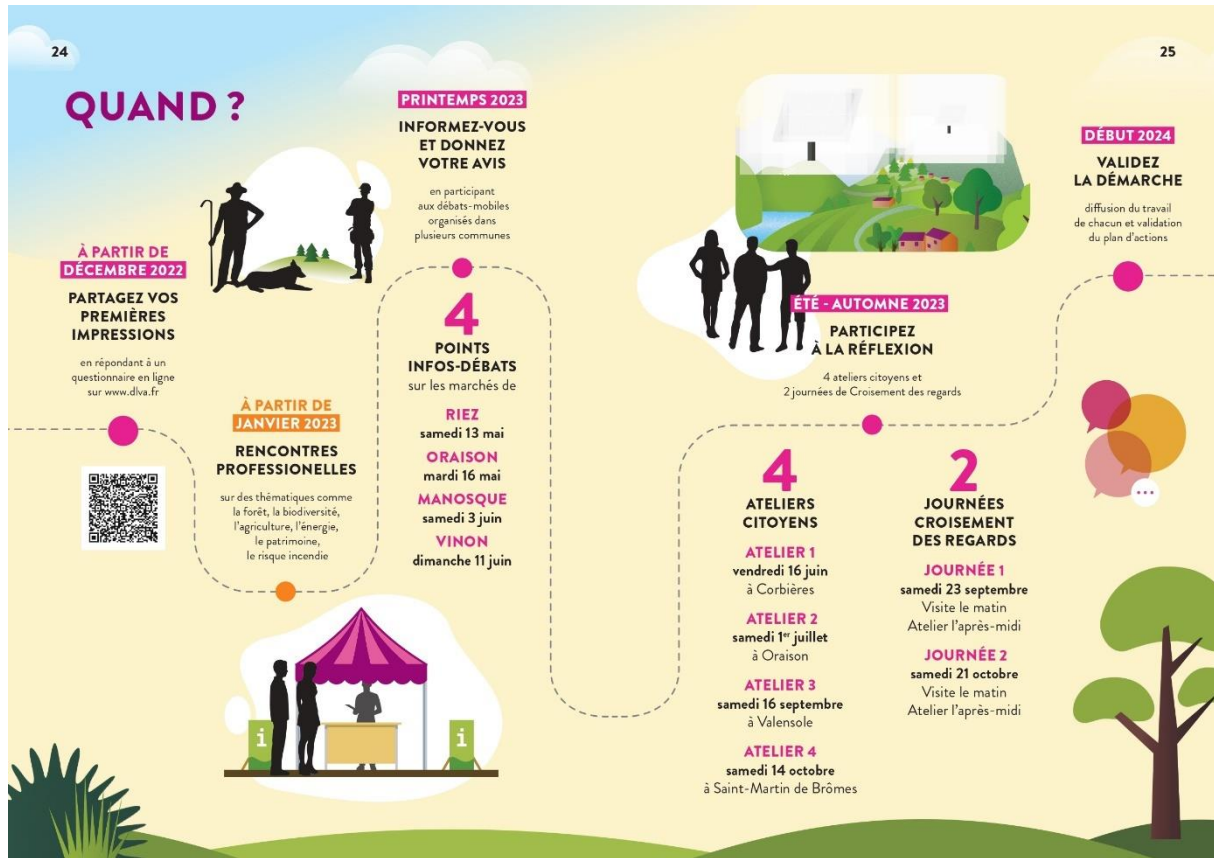 24
QUAND ?
À PARTIR DE
DÉCEMBRE 2022
PARTAGEZ VOS
PREMIÈRES
IMPRESSIONS
en répondant à un
questionnaire en ligne
sur www.dlva.fr
À PARTIR DE
JANVIER 2023
RENCONTRES
PROFESSIONELLES
sur des thématiques comme
la forêt, la biodiversité,
l'agriculture, l'énergie,
le patrimoine,
le risque incendie
PRINTEMPS 2023
INFORMEZ-VOUS
ET DONNEZ
VOTRE AVIS
en participant
aux débats-mobiles
organisés dans
plusieurs communes
4
POINTS
INFOS-DÉBATS
sur les marchés de
RIEZ
samedi 13 mai
ORAISON
mardi 16 mai
MANOSQUE
samedi 3 juin
VINON
dimanche 11 juin
i
i
25
ÉTÉ - AUTOMNE 2023
PARTICIPEZ
À LA RÉFLEXION
4 ateliers citoyens et
2 journées de Croisement des regards
4
ATELIERS
CITOYENS
ATELIER 1
vendredi 16 juin
à Corbières
ATELIER 2
samedi 1er juillet
à Oraison
ATELIER 3
samedi 16 septembre
à Valensole
ATELIER 4
samedi 14 octobre
à Saint-Martin de Brômes
2
JOURNÉES
CROISEMENT
DES REGARDS
JOURNÉE 1
samedi 23 septembre
Visite le matin
Atelier l'après-midi
JOURNÉE 2
samedi 21 octobre
Visite le matin
Atelier l'après-midi
DÉBUT 2024
VALIDEZ
LA DÉMARCHE
diffusion du travail
de chacun et validation
du plan d'actions